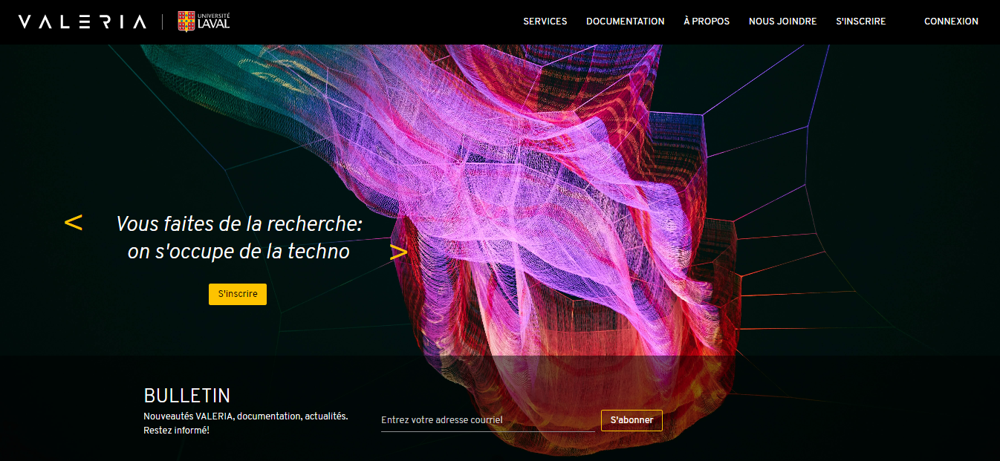 VALERIA
UNIVERSITÉ
LAVAL
SERVICES
DOCUMENTATION
À PROPOS
NOUS JOINDRE
S'INSCRIRE
CONNEXION
< Vous faites de la recherche:
on s'occupe de la techno >
S'inscrire
BULLETIN
Nouveautés VALERIA, documentation, actualités.
Restez informé!
Entrez votre adresse courriel
S'abonner